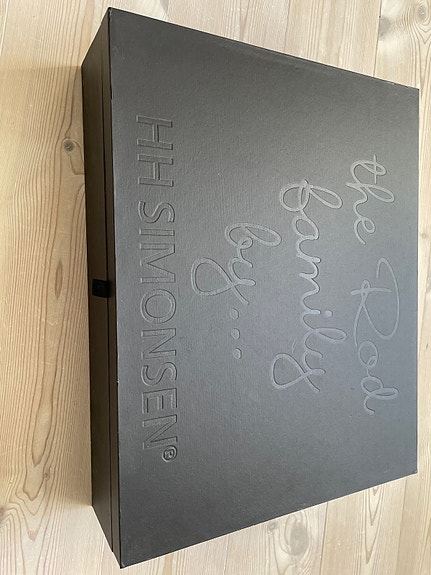 the Rod
family
by...
HH SIMONSEN®